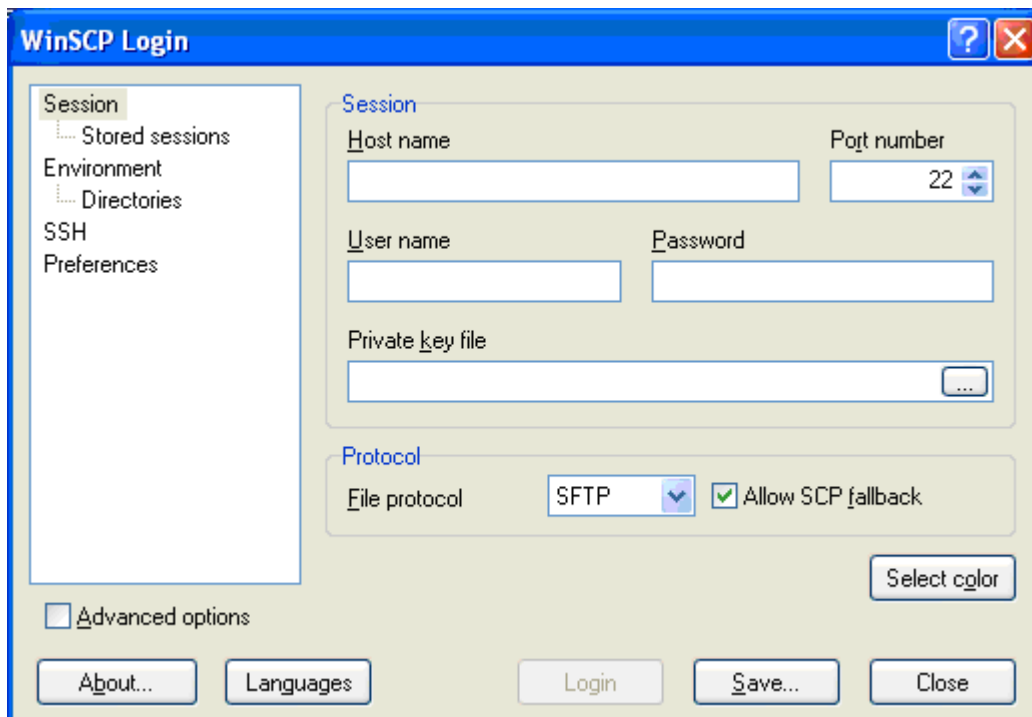 WinSCP Login
Session
Stored sessions
Environment
Directories
SSH
Preferences
Advanced options
Session
Host name
Port number
22
User name
Password
Private key file
...
Protocol
File protocol
SFTP
Allow SCP fallback
Select color
About...
Languages
Login
Save...
Close